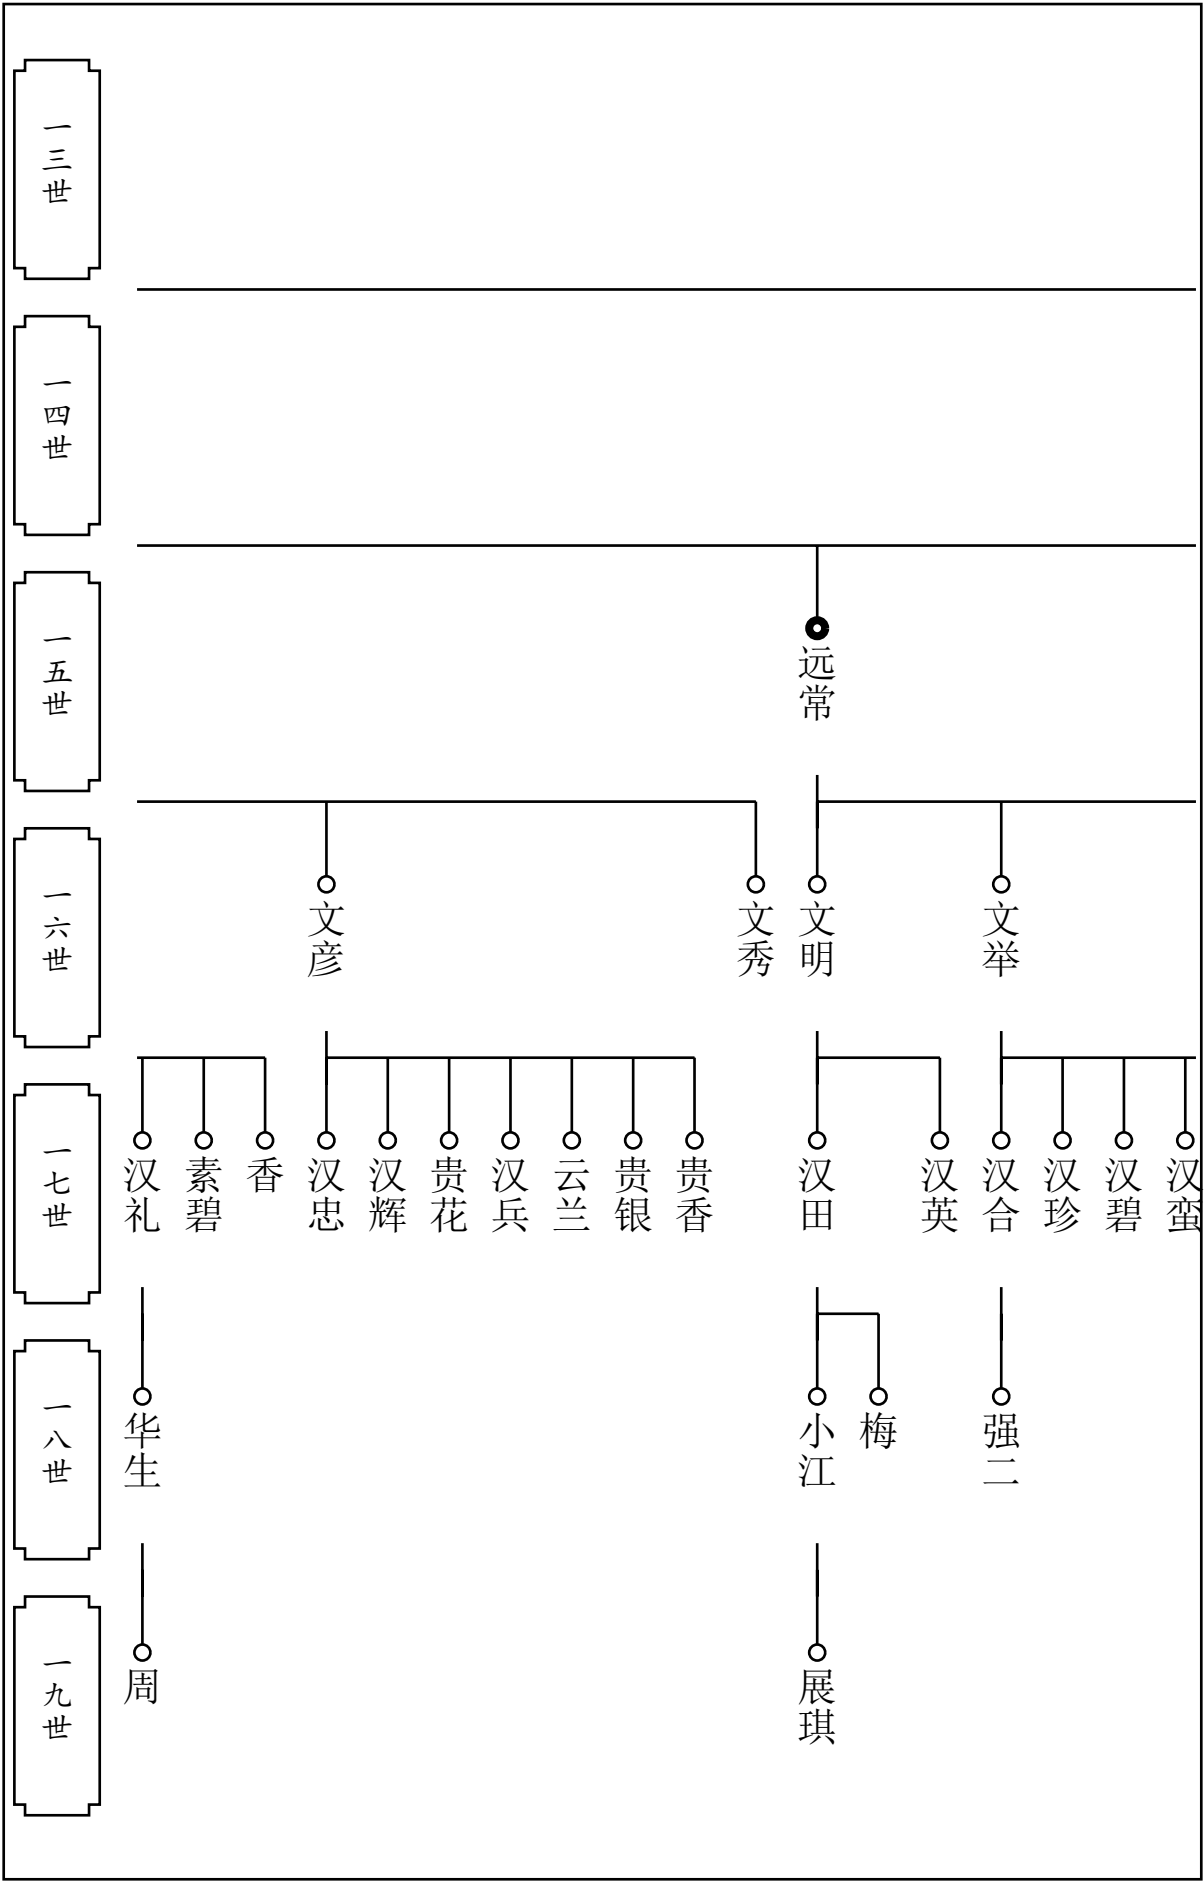 一三世
一四世
一五世
远常
一六世
文彦
文秀
文明
文举
一七世
汉礼
素碧
香
汉忠
汉辉
贵花
汉兵
云兰
贵银
贵香
汉田
汉英
汉合
汉珍
汉碧
汉蛮
一八世
华生
小江
梅
强二
一九世
周
展琪